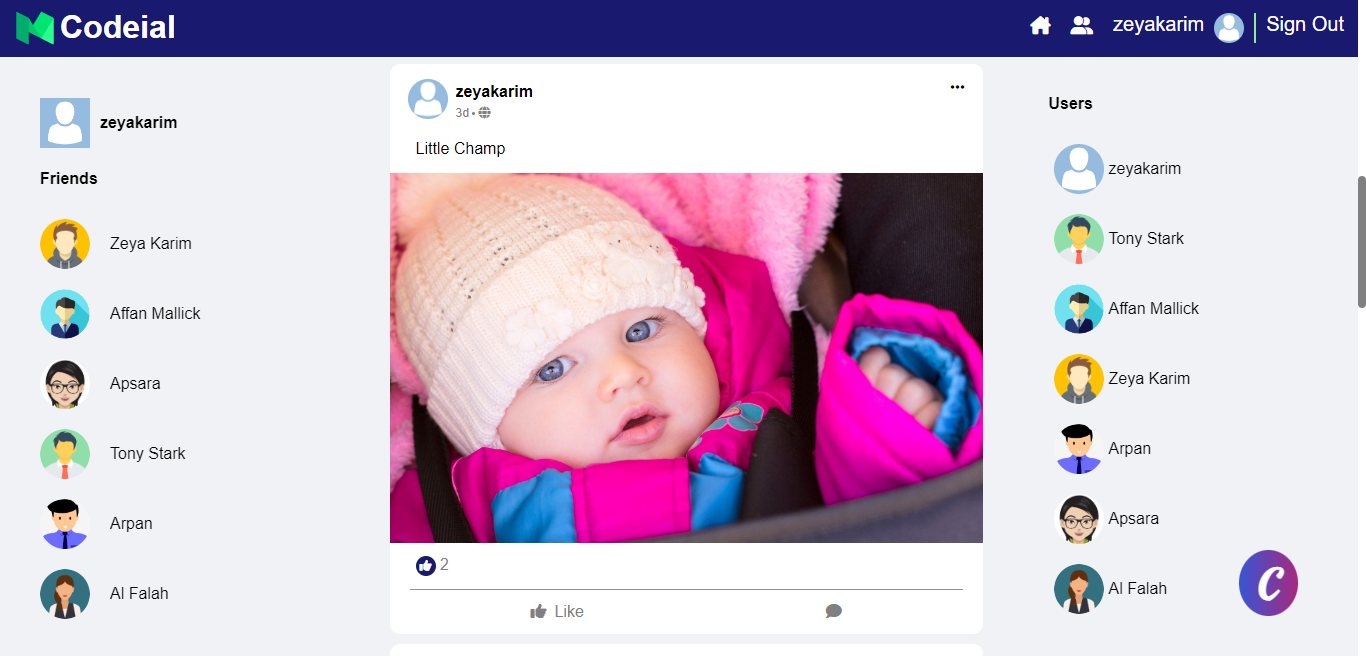 Codeial
zeyakarim
Sign Out
zeyakarim
Friends
Zeya Karim
Affan Mallick
Apsara
Tony Stark
Arpan
Al Falah
zeyakarim
3d •
Little Champ
2
Like
Users
zeyakarim
Tony Stark
Affan Mallick
Zeya Karim
Arpan
Apsara
Al Falah
C